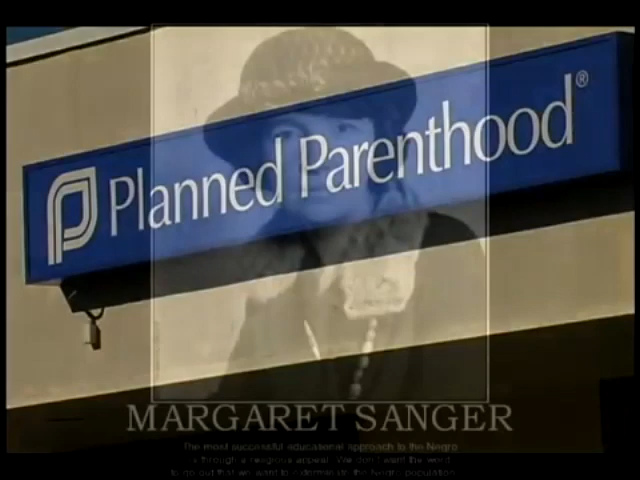 Planned Parenthood®
MARGARET SANGER
The most successful educational approach to the Negro
is through a religious appeal. We don't want the word
to go out that we want to exterminate the Negro population